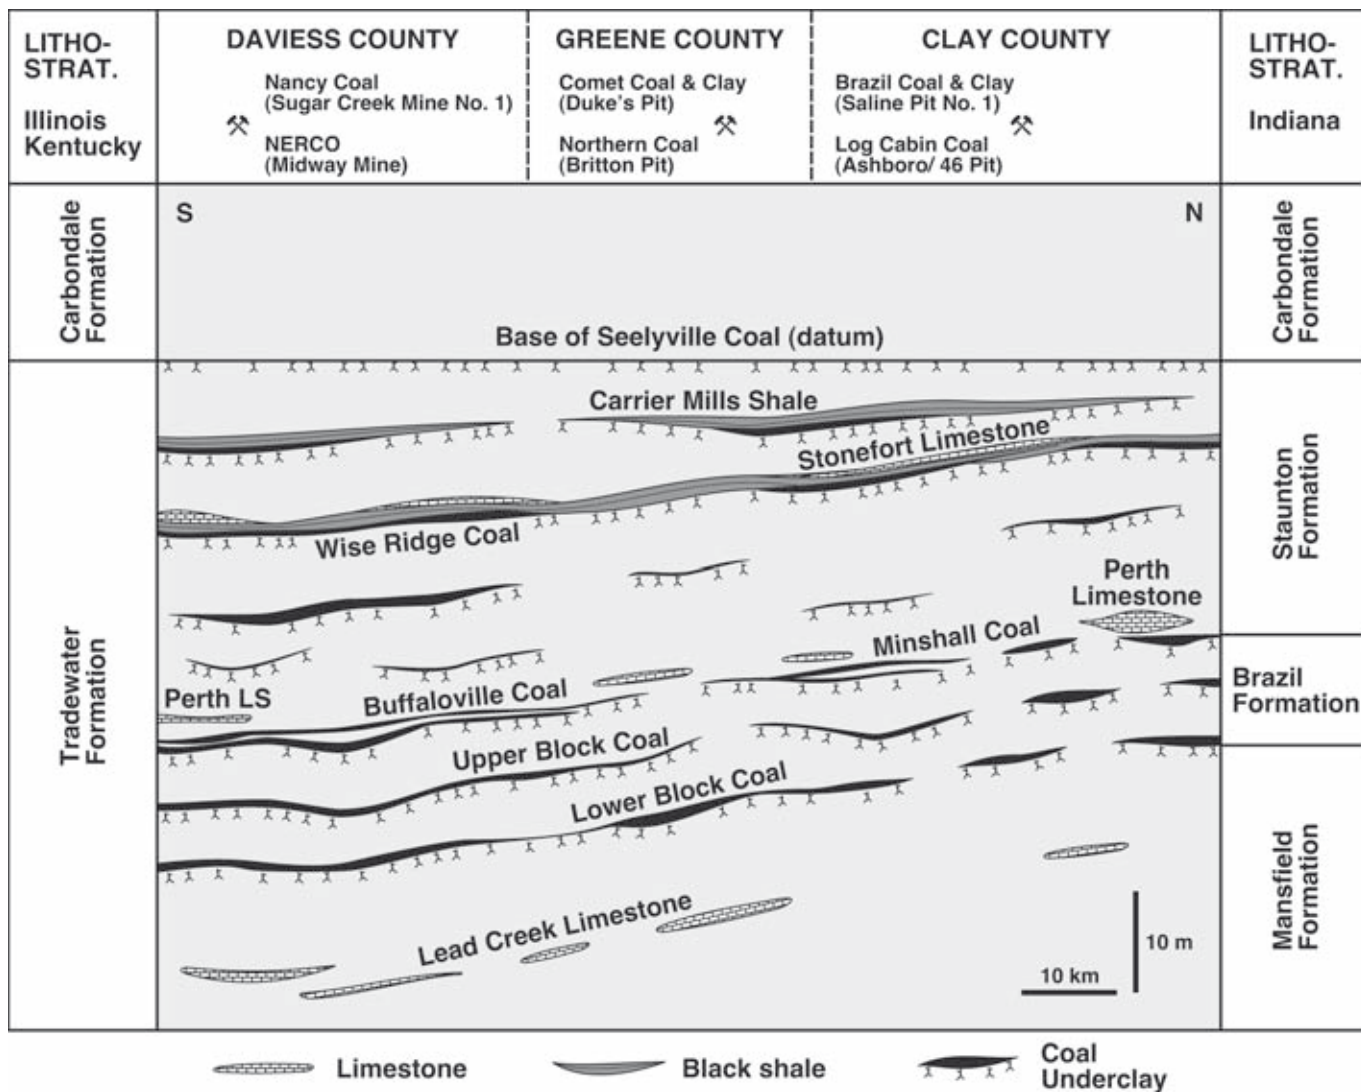 LITHO-
STRAT.
Illinois
Kentucky
DAVIESS COUNTY
Nancy Coal
(Sugar Creek Mine No. 1)
NERCO
(Midway Mine)
GREENE COUNTY
Comet Coal & Clay
(Duke's Pit)
Northern Coal
(Britton Pit)
CLAY COUNTY
Brazil Coal & Clay
(Saline Pit No. 1)
Log Cabin Coal
(Ashboro/ 46 Pit)
LITHO-
STRAT.
Indiana
Carbondale
Formation
S
N
Base of Seelyville Coal (datum)
Carbondale
Formation
Tradewater
Formation
Carrier Mills Shale
Stonefort Limestone
Wise Ridge Coal
Perth
Limestone
Minshall Coal
Perth LS
Buffaloville Coal
Upper Block Coal
Lower Block Coal
Lead Creek Limestone
10 m
10 km
Staunton
Formation
Brazil
Formation
Mansfield
Formation
Limestone
Black shale
Coal
Underclay